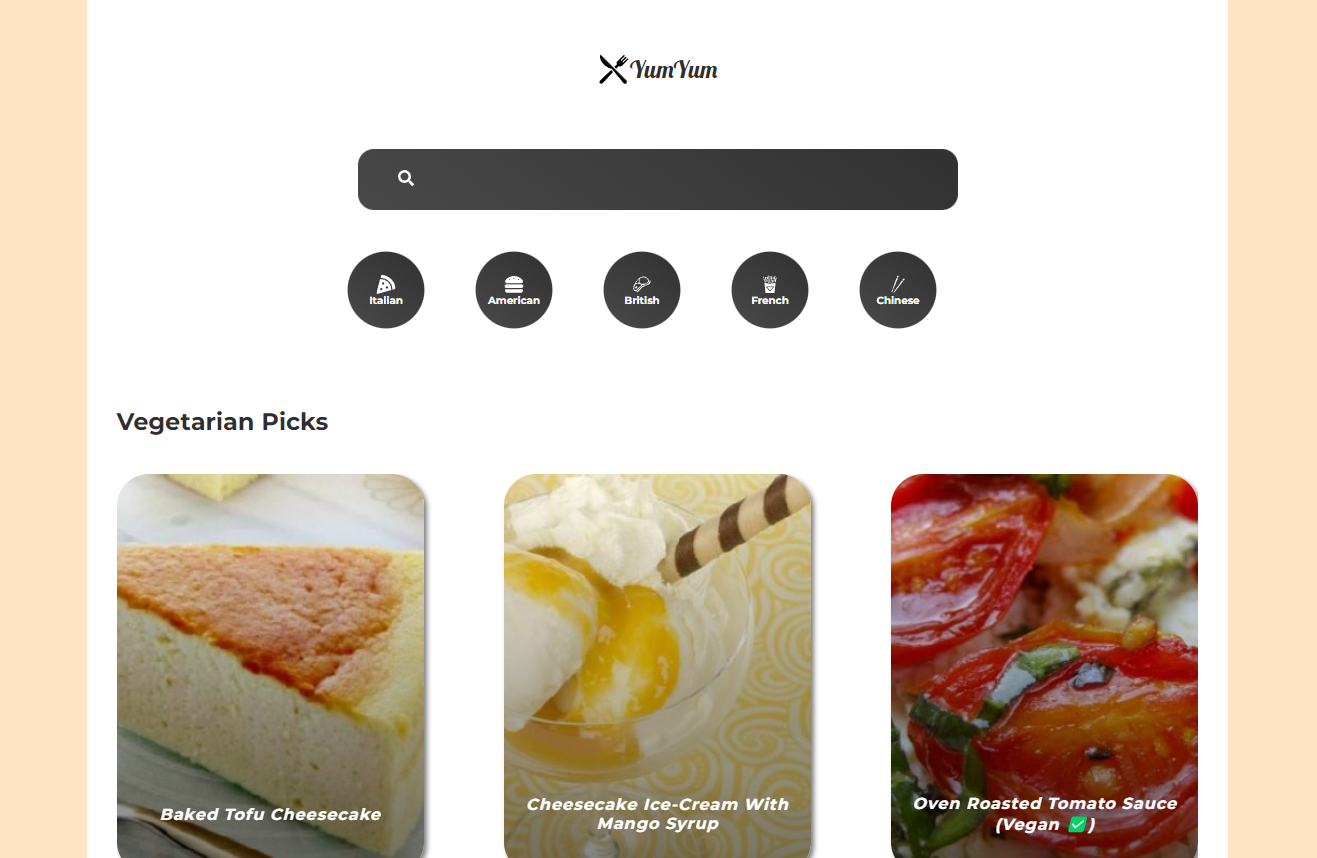 YumYum
Italian
American
British
French
Chinese
Vegetarian Picks
Baked Tofu Cheesecake
Cheesecake Ice-Cream With
Mango Syrup
Oven Roasted Tomato Sauce
(Vegan ✅)